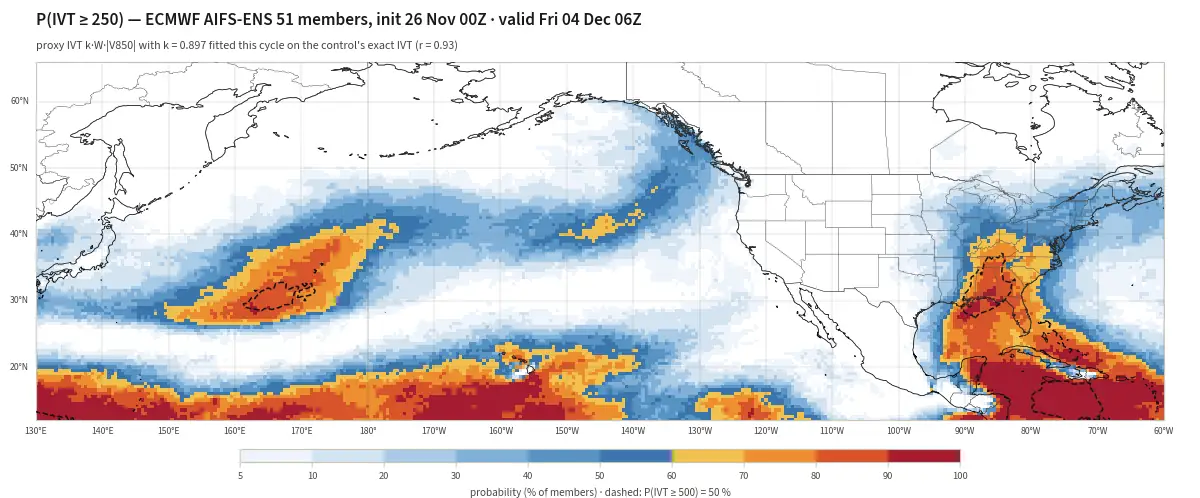 P(IVT ≥ 250) — ECMWF AIFS-ENS 51 members, init 26 Nov 00Z · valid Fri 04 Dec 06Z
proxy IVT k·W·|V850| with k = 0.897 fitted this cycle on the control's exact IVT (r = 0.93)
60°N
50°N
40°N
30°N
20°N
130°E 140°E 150°E 160°E 170°E 180° 170°W 160°W 150°W 140°W 130°W 120°W 110°W 100°W 90°W 80°W 70°W 60°W
5 10 20 30 40 50 60 70 80 90 100
probability (% of members) · dashed: P(IVT ≥ 500) = 50 %